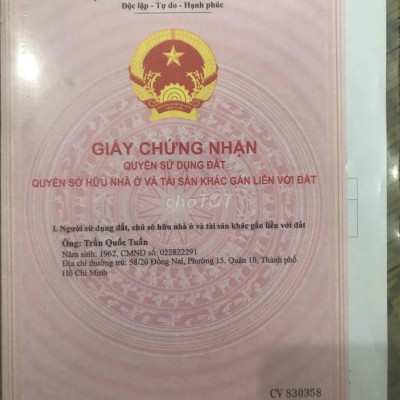 Độc lập - Tự do - Hạnh phúc
GIẤY CHỨNG NHẬN
QUYỀN SỬ DỤNG ĐẤT
QUYỀN SỞ HỮU NHÀ Ở VÀ TÀI SẢN KHÁC GẮN LIỀN VỚI ĐẤT
choTỐT
I. Người sử dụng đất, chủ sở hữu nhà ở và tài sản khác gắn liền với đất
Ông: Trần Quốc Tuấn
Năm sinh: 1962, CMND số: 022822291
Địa chỉ thường trú: 58/20 Đồng Nai, Phường 15, Quận 10, Thành phố
Hồ Chí Minh
CV 830358